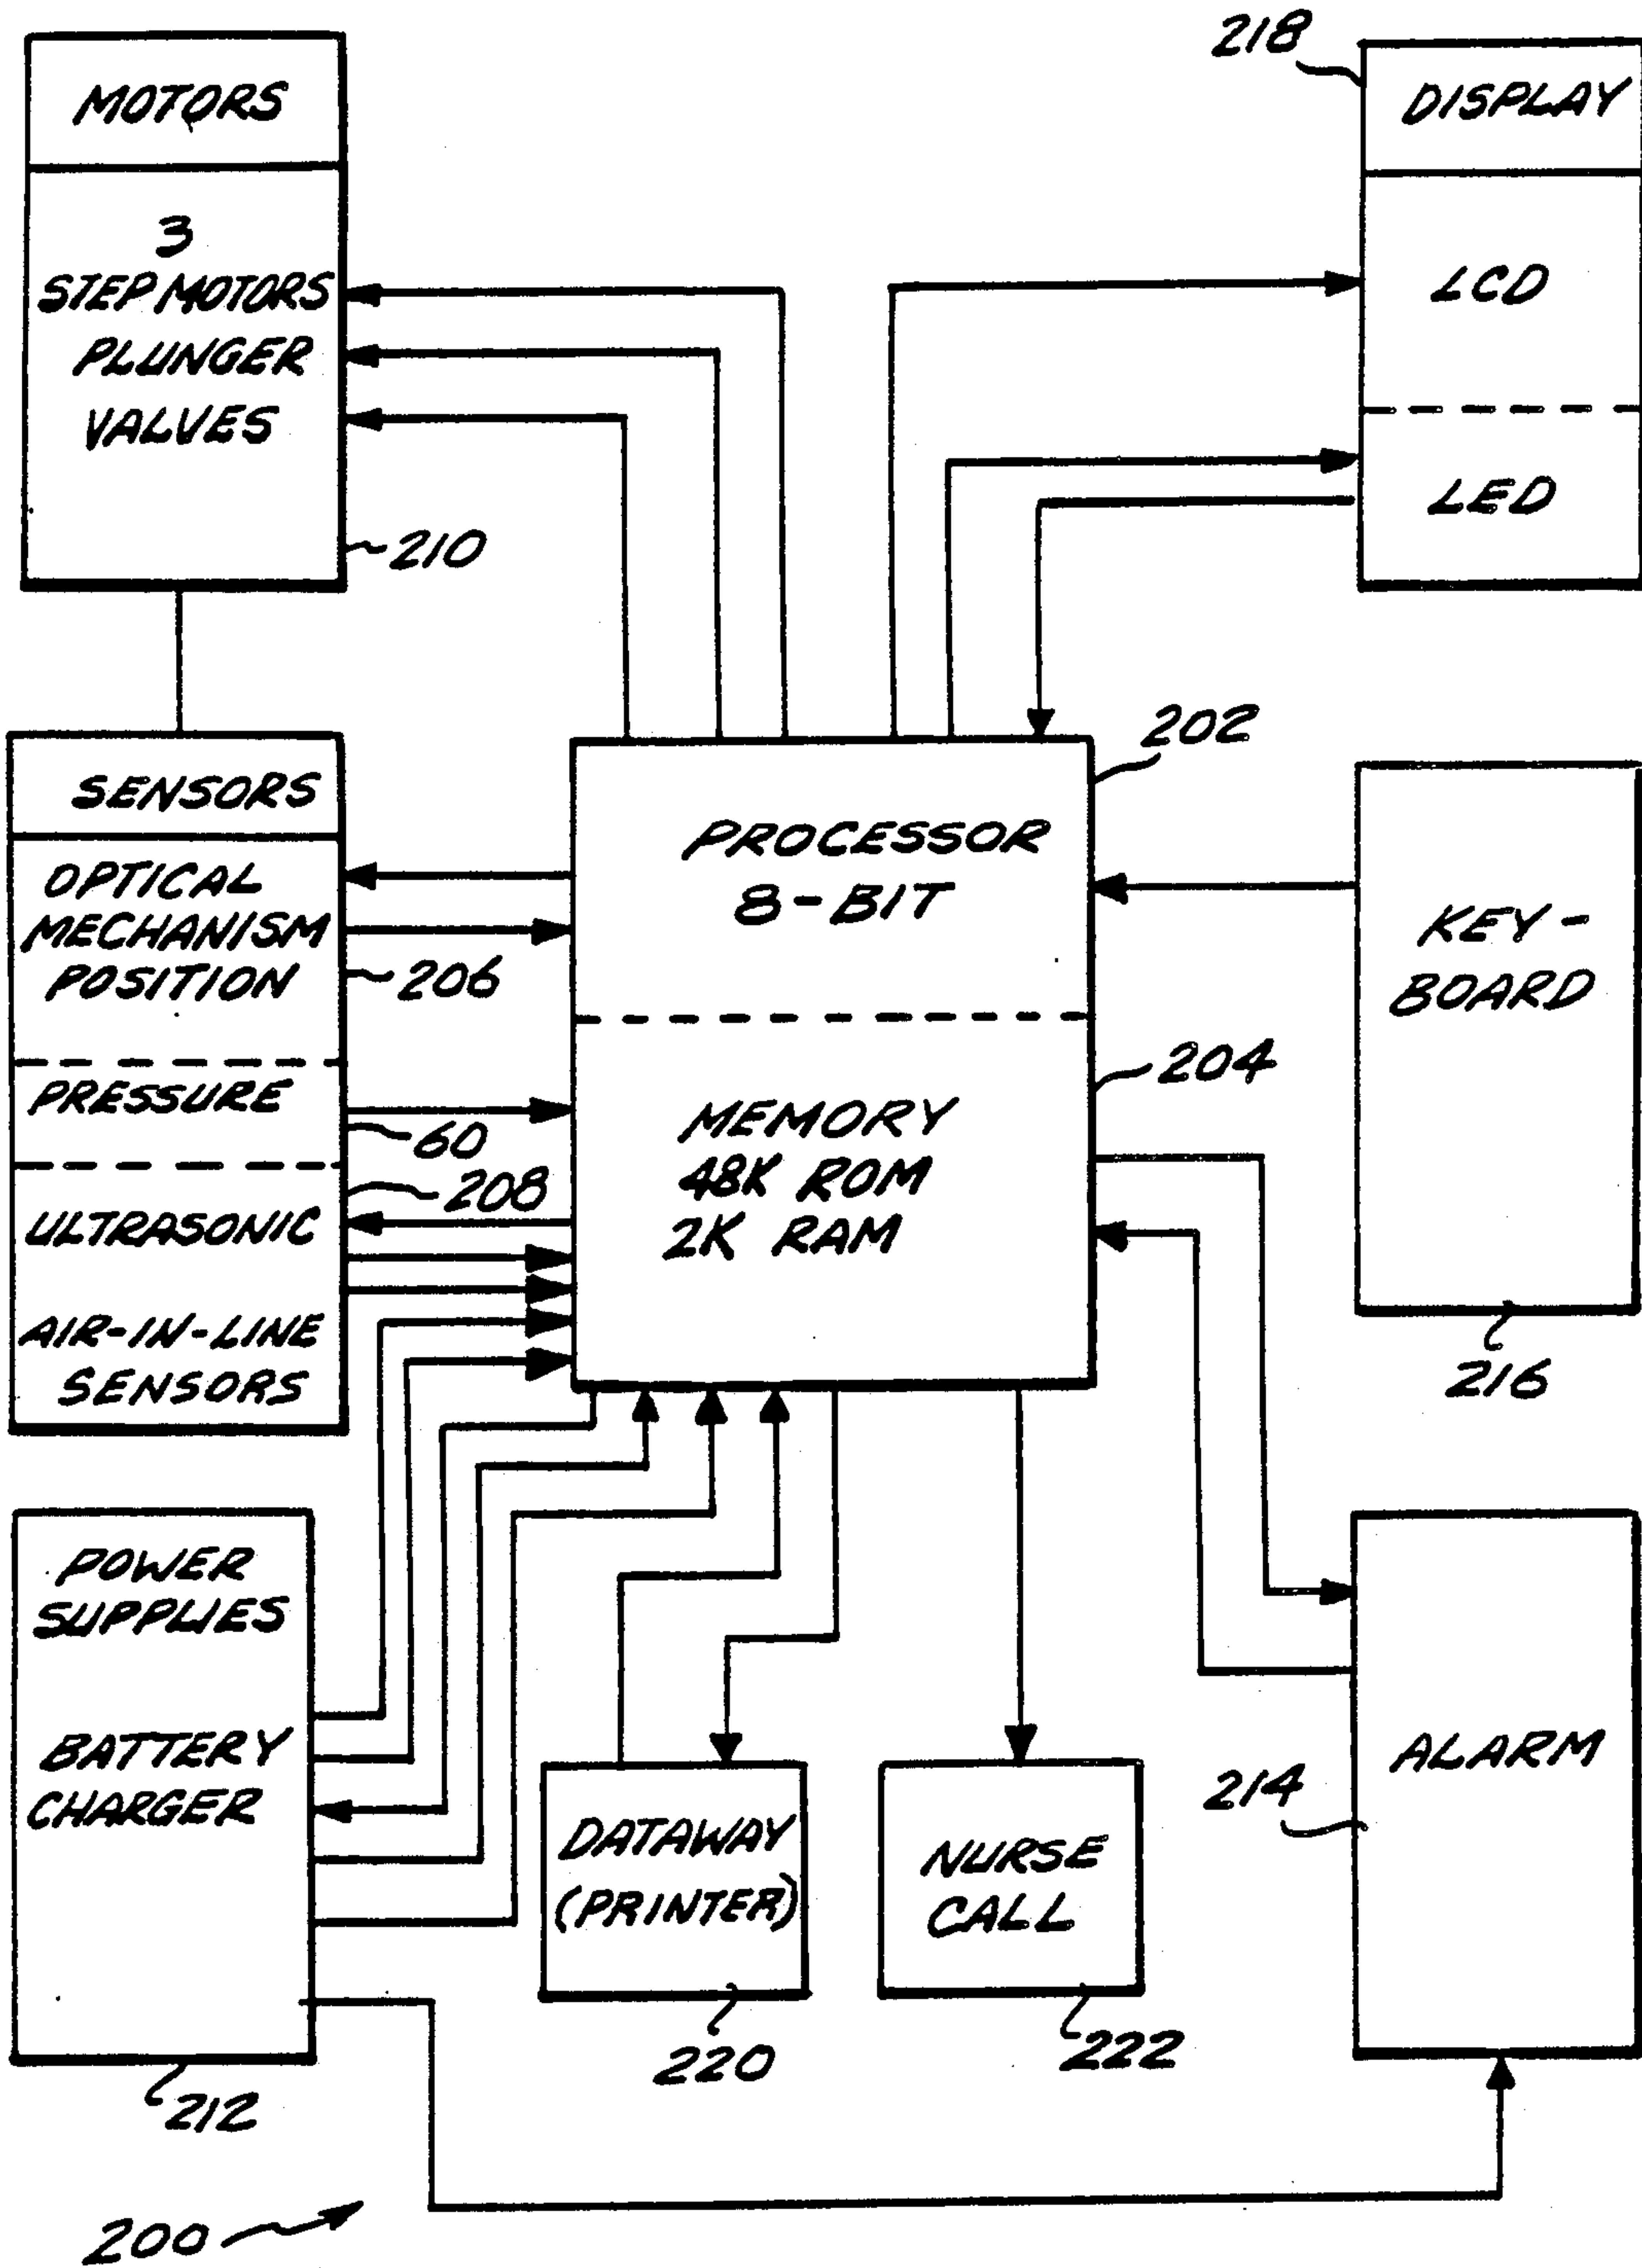 MOTORS
3
STEP MOTORS
PLUNGER
VALVES
210
218
DISPLAY
LCD
LED
SENSORS
OPTICAL
MECHANISM
POSITION
206
PRESSURE
60
208
ULTRASONIC
AIR-IN-LINE
SENSORS
202
PROCESSOR
8-BIT
204
MEMORY
48K ROM
2K RAM
KEY-
BOARD
216
POWER
SUPPLIES
BATTERY
CHARGER
212
DATAWAY
(PRINTER)
220
NURSE
CALL
222
ALARM
214
200